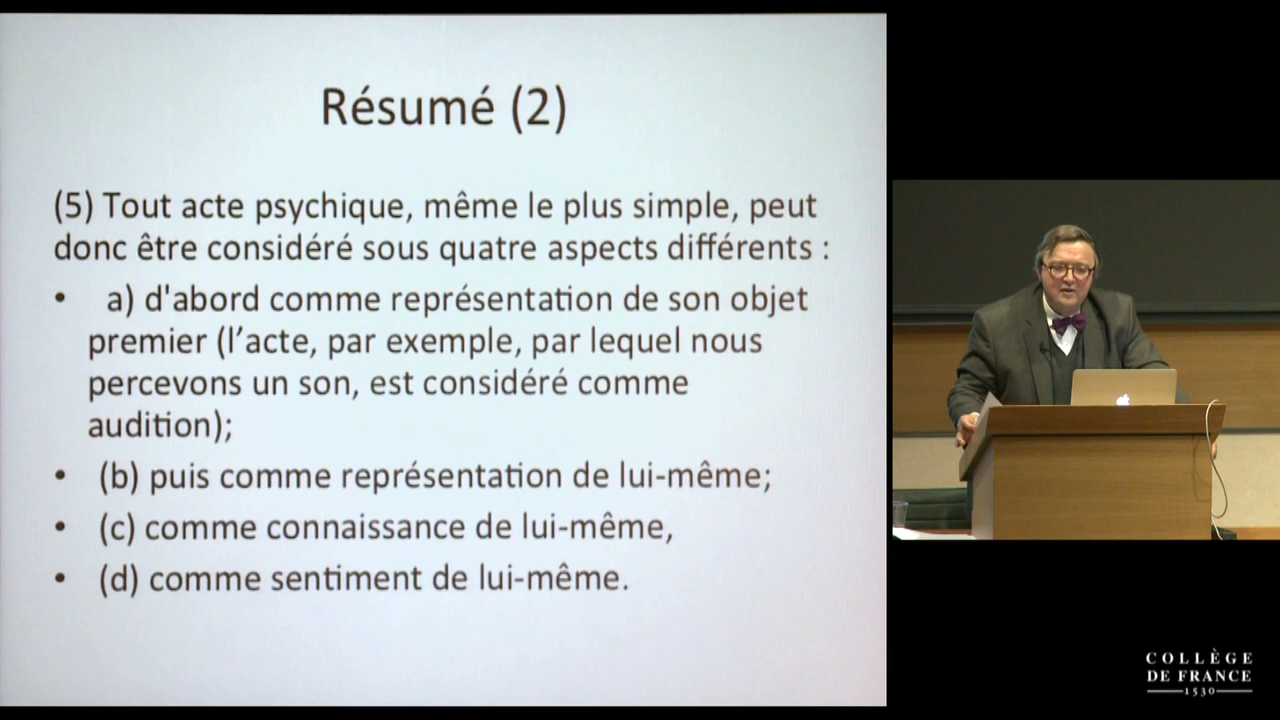 Résumé (2)
(5) Tout acte psychique, même le plus simple, peut
donc être considéré sous quatre aspects différents :
• a) d'abord comme représentation de son objet
premier (l’acte, par exemple, par lequel nous
percevons un son, est considéré comme
audition);
• (b) puis comme représentation de lui-même;
• (c) comme connaissance de lui-même,
• (d) comme sentiment de lui-même.
COLLÈGE
DE FRANCE
1530